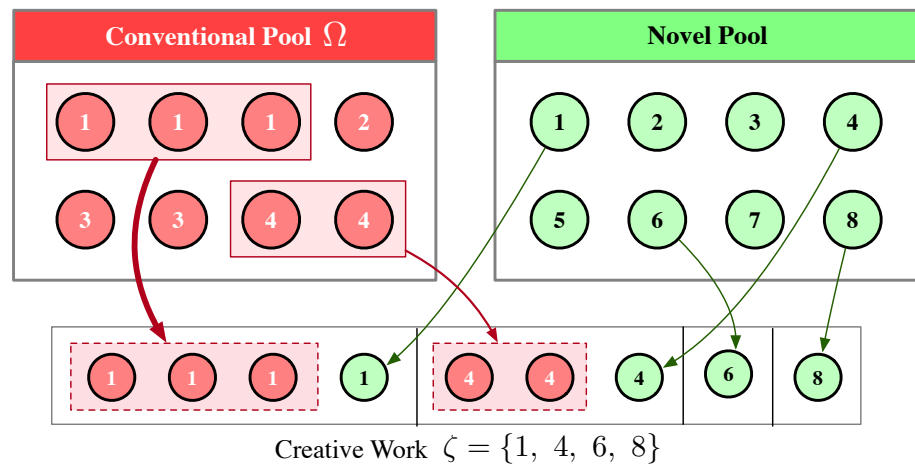 Conventional Pool Ω
Novel Pool
1 1 1 2
1 2 3 4
3 3 4 4
5 6 7 8
1 1 1 1 4 4 4 6 8
Creative Work ζ = {1, 4, 6, 8}